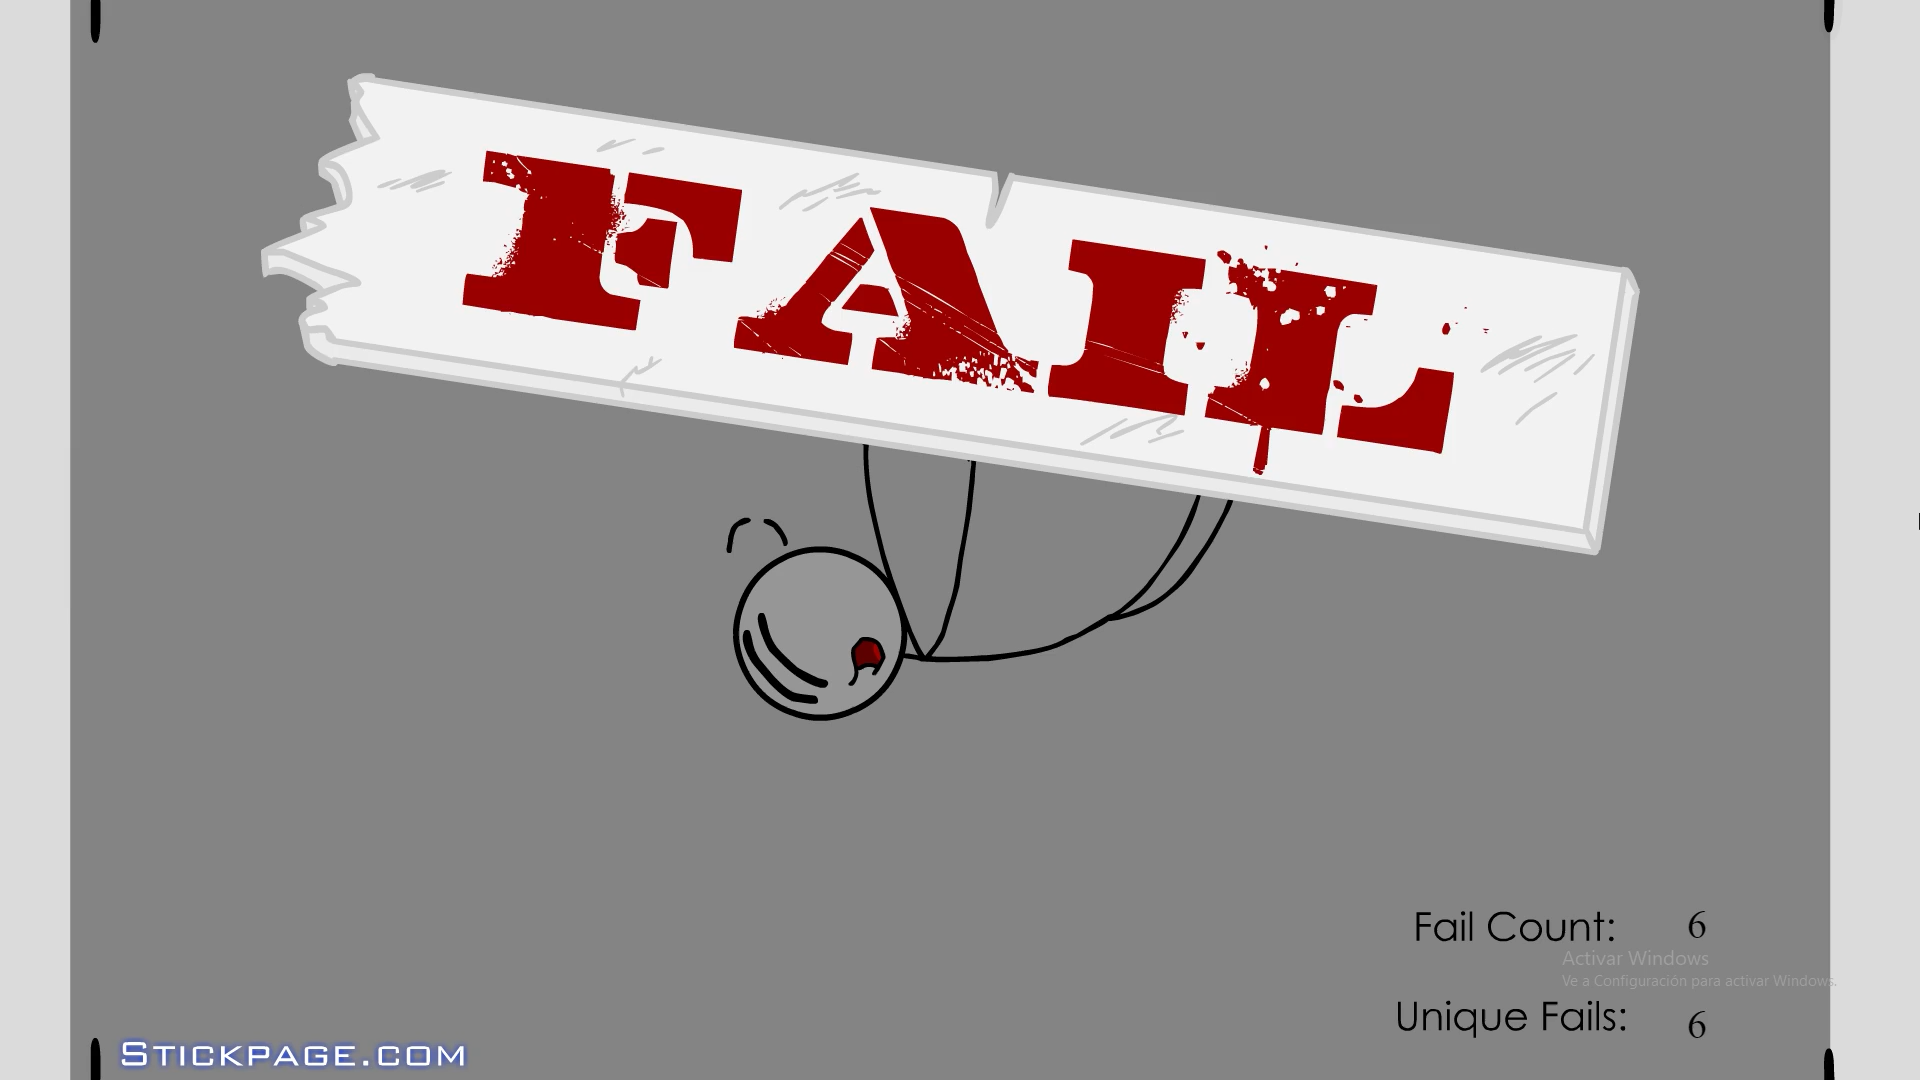 FAIL
Fail Count: 6
Activar Windows
Ve a Configuración para activar Windows.
Unique Fails: 6
STICKPAGE.COM